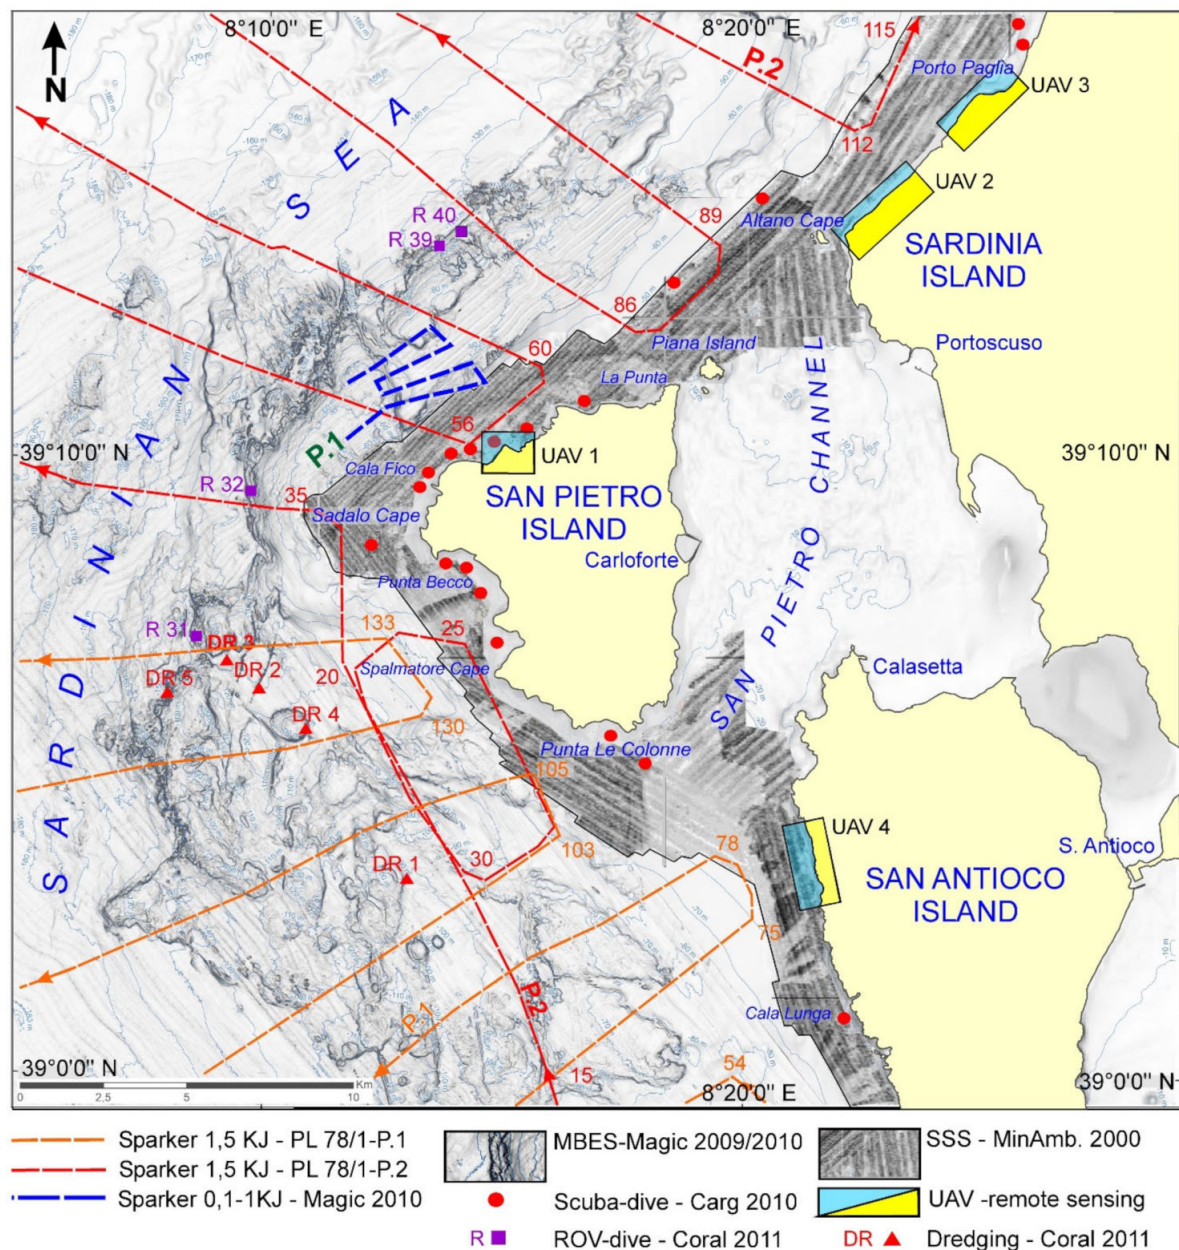 8°10'0'' E
8°20'0'' E
115
N
P.2
Porto Paglia
UAV 3
112
SEA
UAV 2
R 40
R 39
89
Altano Cape
SARDINIA
ISLAND
86
Piana Island
Portoscuso
60
La Punta
SAN PIETRO CHANNEL
56
P.1
39°10'0'' N
39°10'0'' N
UAV 1
Cala Fico
R 32
35
SAN PIETRO
ISLAND
Sadalo Cape
SARDINIAN
Carloforte
Punta Becco
R 31
133
25
DR 3
Spalmatore Cape
Calasetta
DR 5
DR 2
20
DR 4
130
Punta Le Colonne
105
UAV 4
103
78
S. Antioco
30
DR 1
SAN ANTIOCO
ISLAND
75
P.2
P.1
Cala Lunga
39°0'0'' N
15
54
39°0'0'' N
8°20'0'' E
Km
0
2,5
5
10
Sparker 1,5 KJ - PL 78/1-P.1
MBES-Magic 2009/2010
SSS - MinAmb. 2000
Sparker 1,5 KJ - PL 78/1-P.2
Sparker 0,1-1KJ - Magic 2010
Scuba-dive - Carg 2010
UAV -remote sensing
R
ROV-dive - Coral 2011
DR
Dredging - Coral 2011